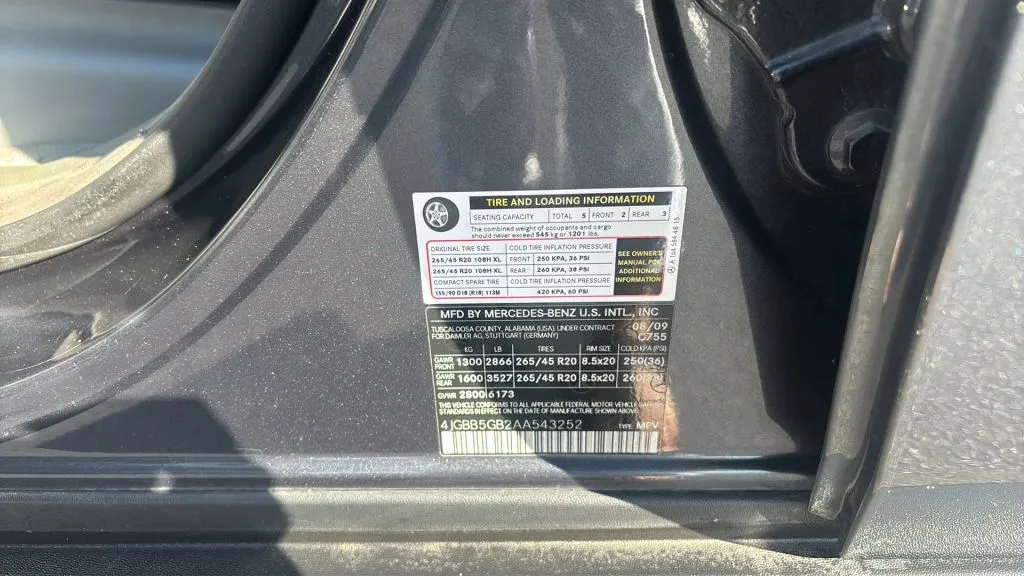 TIRE AND LOADING INFORMATION
SEATING CAPACITY TOTAL 5 FRONT 2 REAR 3
The combined weight of occupants and cargo
should never exceed 545 kg or 1201 lbs.
ORIGINAL TIRE SIZE COLD TIRE INFLATION PRESSURE
265/45 R20 108H XL FRONT 250 KPA, 36 PSI
265/45 R20 108H XL REAR 260 KPA, 38 PSI
COMPACT SPARE TIRE COLD TIRE INFLATION PRESSURE
155/90 D18 (R18) 113M 420 KPA, 60 PSI
SEE OWNER'S
MANUAL FOR
ADDITIONAL
INFORMATION
MFD BY MERCEDES-BENZ U.S. INTL., INC
TUSCALOOSA COUNTY, ALABAMA (USA). UNDER CONTRACT 08/09
FOR DAIMLER AG, STUTTGART (GERMANY) C755
KG LB TIRES RIM SIZE COLD KPA (PSI)
GAWR FRONT 1300 2866 265/45 R20 8.5x20 250(36)
GAWR REAR 1600 3527 265/45 R20 8.5x20 260(38)
GVWR 2800 6173
THIS VEHICLE CONFORMS TO ALL APPLICABLE FEDERAL MOTOR VEHICLE
STANDARDS IN EFFECT ON THE DATE OF MANUFACTURE SHOWN ABOVE.
4JGBB5GB2AA543252 TYPE MPV